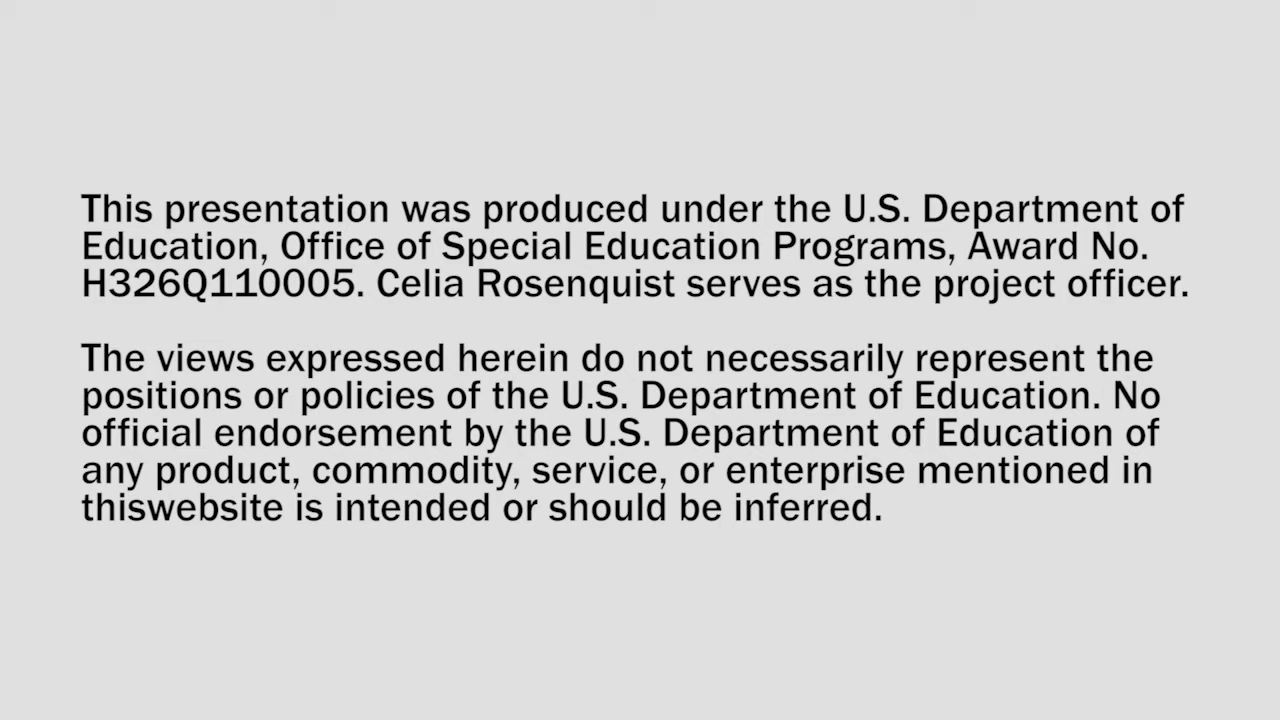 This presentation was produced under the U.S. Department of
Education, Office of Special Education Programs, Award No.
H326Q110005. Celia Rosenquist serves as the project officer.
The views expressed herein do not necessarily represent the
positions or policies of the U.S. Department of Education. No
official endorsement by the U.S. Department of Education of
any product, commodity, service, or enterprise mentioned in
thiswebsite is intended or should be inferred.